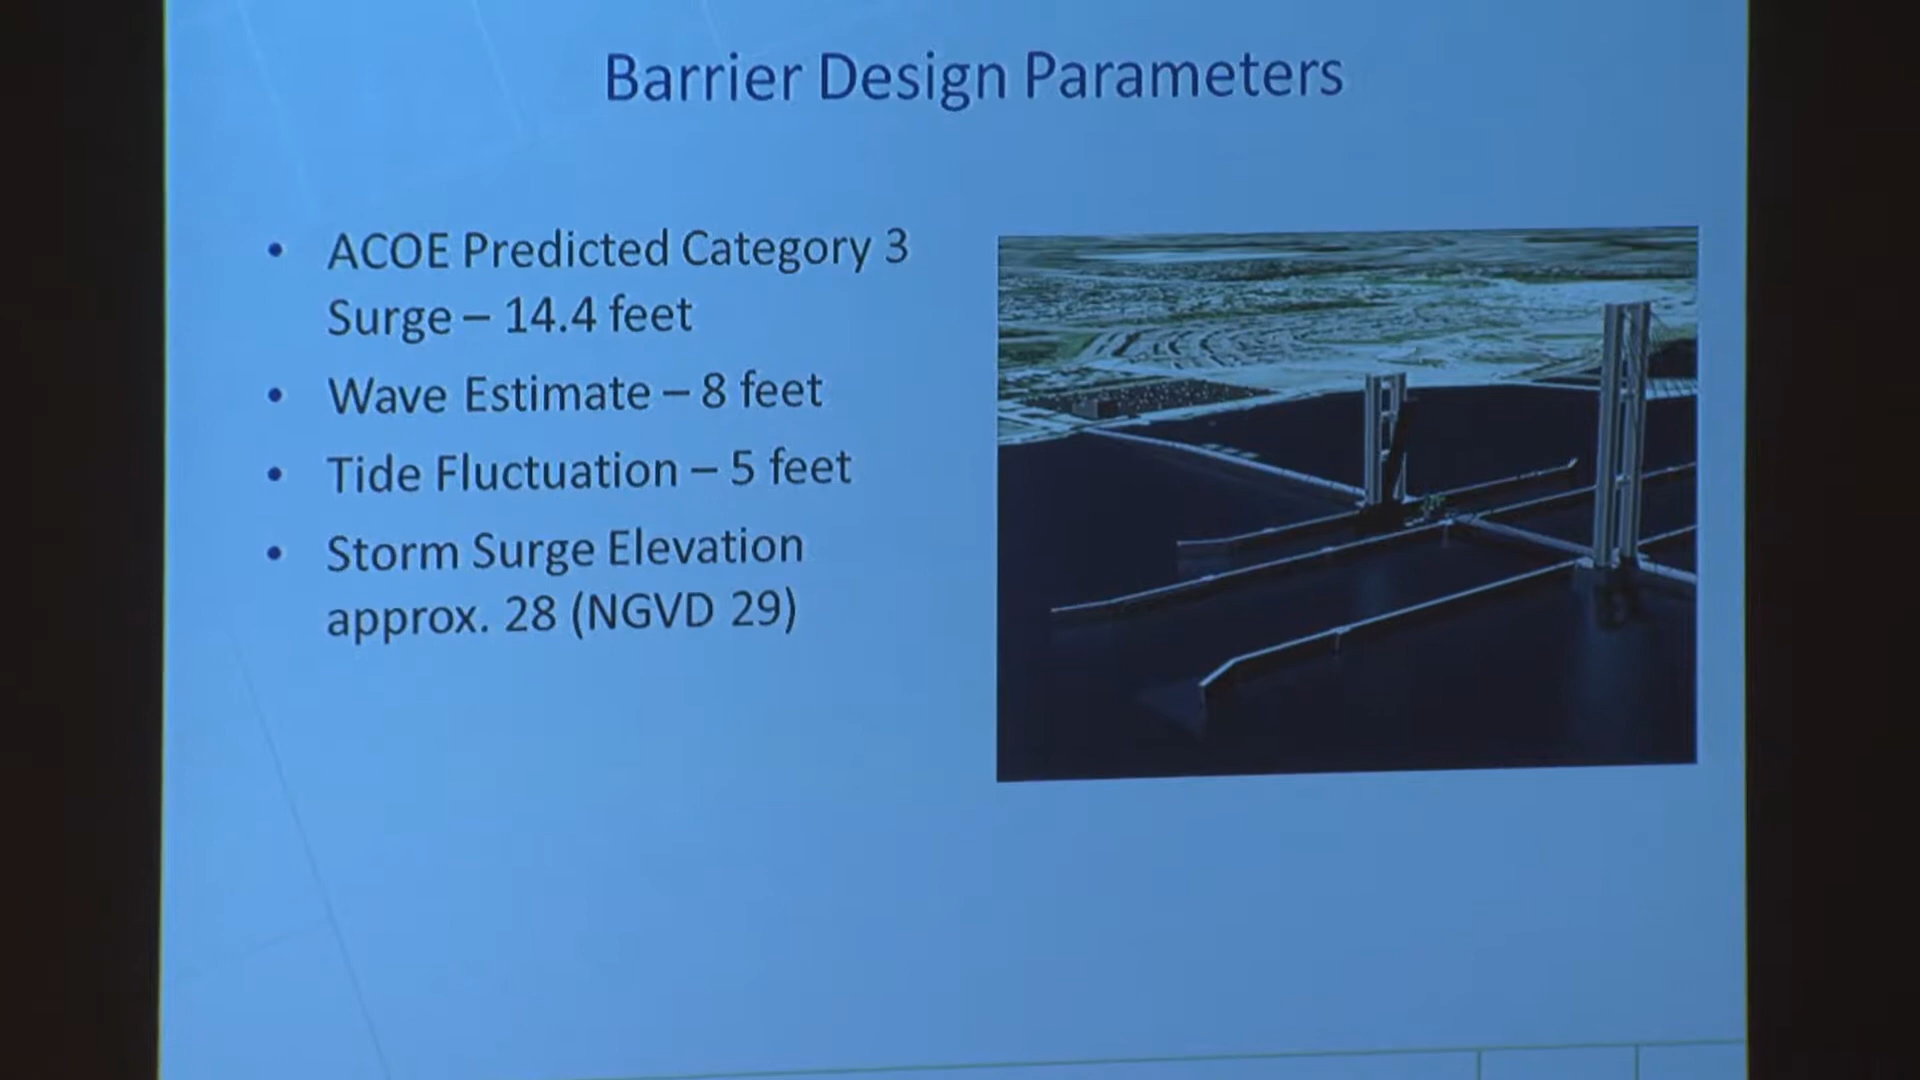 Barrier Design Parameters
• ACOE Predicted Category 3
Surge – 14.4 feet
• Wave Estimate – 8 feet
• Tide Fluctuation – 5 feet
• Storm Surge Elevation
approx. 28 (NGVD 29)